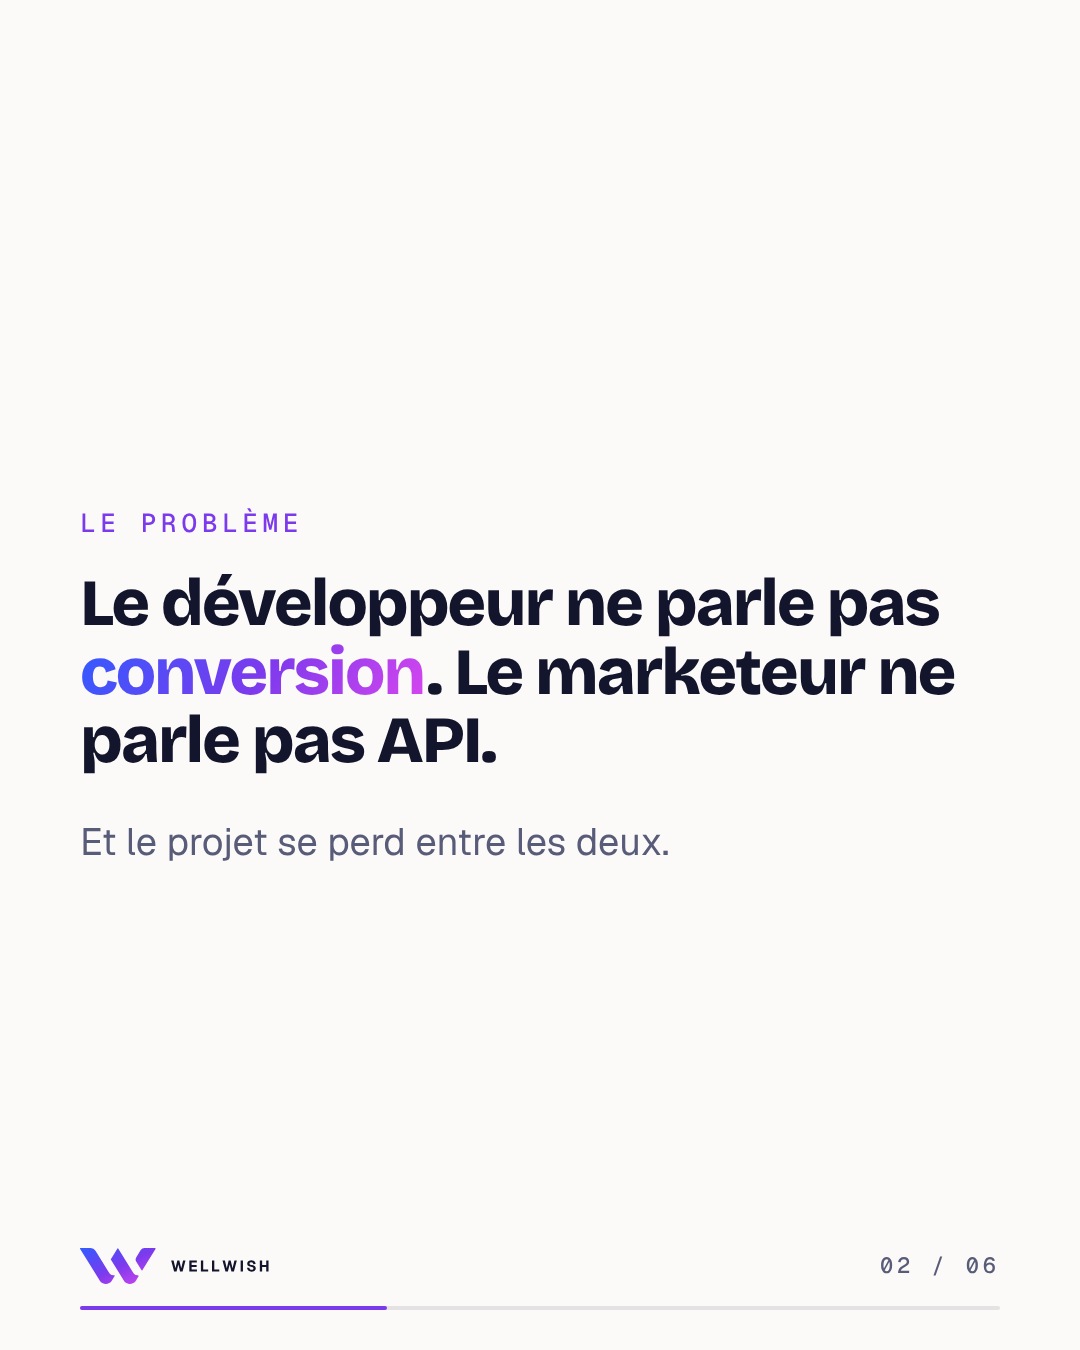 LE PROBLÈME
Le développeur ne parle pas
conversion. Le marketeur ne
parle pas API.
Et le projet se perd entre les deux.
WELLWISH
02 / 06